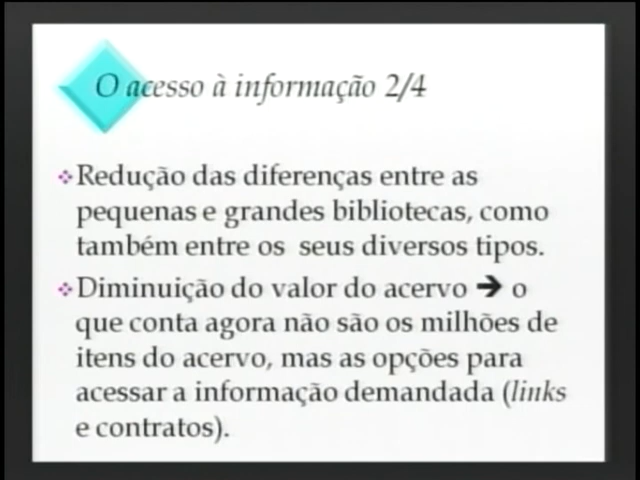 O acesso à informação 2/4
Redução das diferenças entre as
pequenas e grandes bibliotecas, como
também entre os seus diversos tipos.
Diminuição do valor do acervo ➔ o
que conta agora não são os milhões de
itens do acervo, mas as opções para
acessar a informação demandada (links
e contratos).